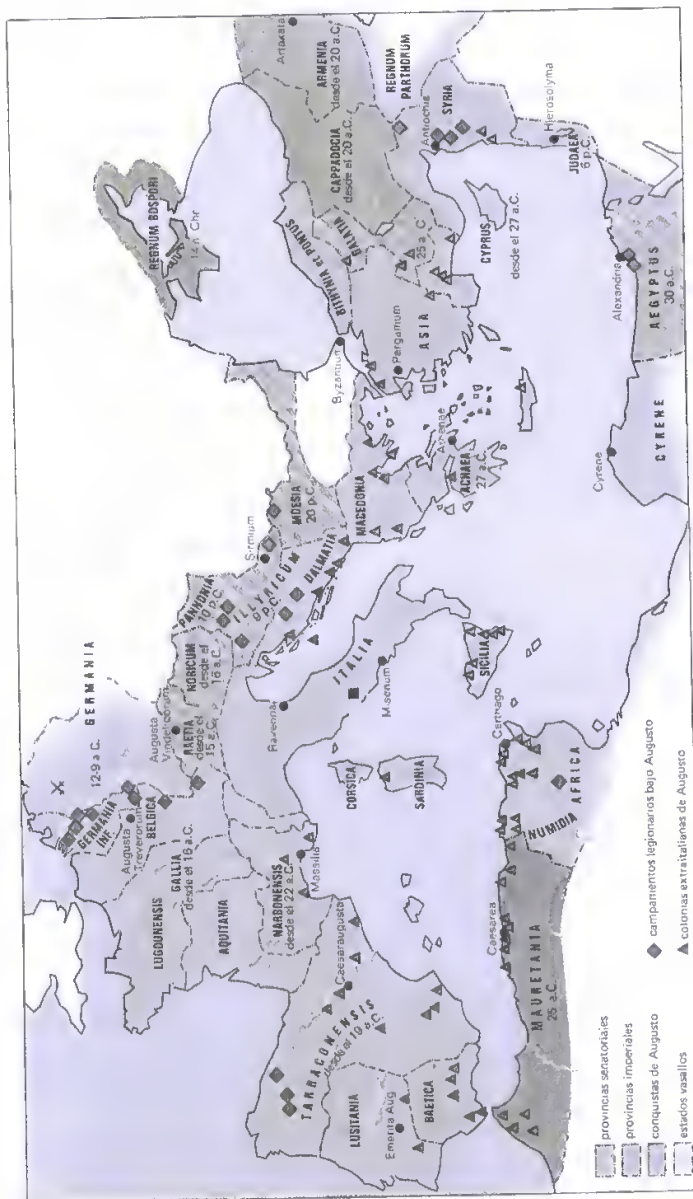 GERMANIA
12-9 a C.
GERMANIA
INF.
Augusta
Treverorum
BELGICA
Augusta
Vindelicorum
RAETIA
desde el
15 a.C.
NORICUM
desde el
16 a.C.
PANNONIA
10 p.C.
ILLYRICUM
9 p.C.
DALMATIA
Sirmium
MOESIA
20 p.C.
MACEDONIA
ACHAEA
27 a.C.
Athenae
Byzantium
Pergamum
ASIA
BITHYNIA et PONTUS
GALATIA
25 a C
REGNUM BOSPORI
14 n Chr
CAPPADOCIA
desde el 20 a.C.
ARMENIA
desde el 20 a.C.
Artaxata
REGNUM
PARTHORUM
Antiochia
SYRIA
CYPRUS
desde el 27 a.C.
Hierosolyma
JUDAEA
6 p.C.
Alexandria
AEGYPTUS
30 a.C.
Cyrene
CYRENE
LUGDUNENSIS
GALLIA
desde el 16 a.C.
AQUITANIA
NARBONENSIS
desde el 22 a.C.
Massilia
Ravenna
ITALIA
Misenum
CORSICA
SARDINIA
SICILIA
Carthago
AFRICA
NUMIDIA
Caesarea
MAURETANIA
25 a.C.
Caesaraugusta
TARRACONENSIS
desde el 19 a.C.
LUSITANIA
Emerita Aug.
BAETICA
provincias senatoriales
provincias imperiales
conquistas de Augusto
estados vasallos
campamentos legionarios bajo Augusto
colonias extraitalianas de Augusto